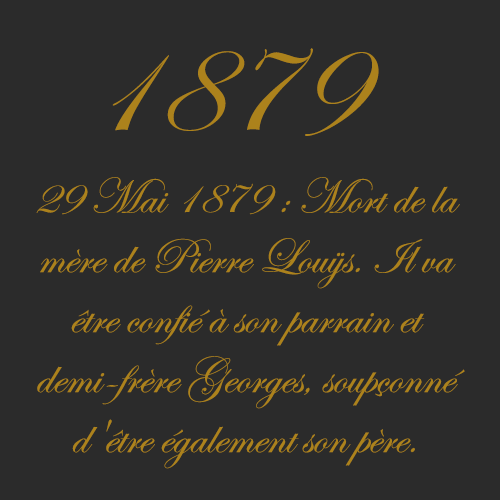 1879
29 Mai 1879 : Mort de la
mère de Pierre Louÿs. Il va
être confié à son parrain et
demi-frère Georges, soupçonné
d 'être également son père.